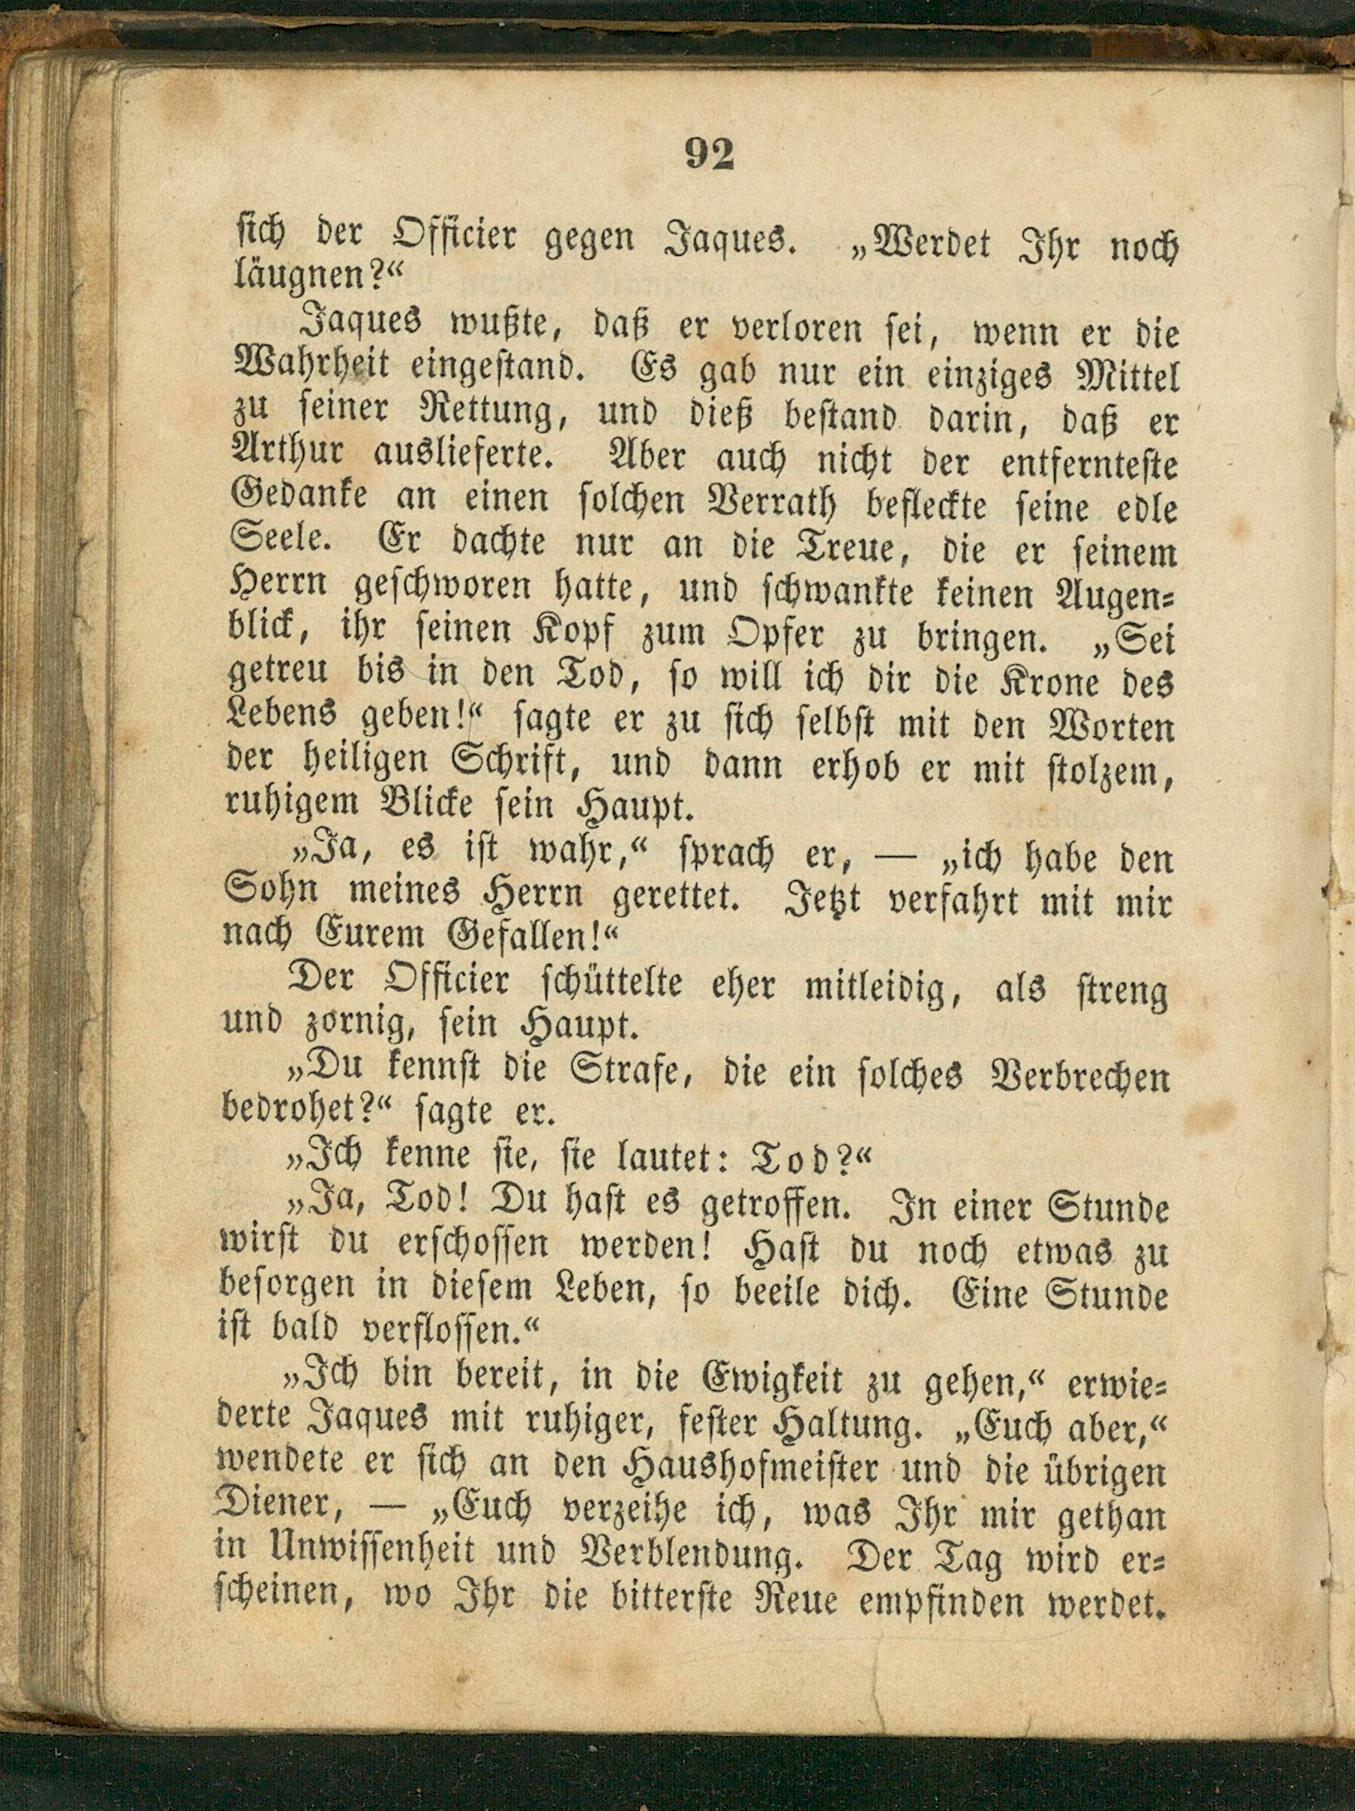 92
sich der Officier gegen Jaques. „Werdet Ihr noch
läugnen?“
Jaques wußte, daß er verloren sei, wenn er die
Wahrheit eingestand. Es gab nur ein einziges Mittel
zu seiner Rettung, und dieß bestand darin, daß er
Arthur auslieferte. Aber auch nicht der entfernteste
Gedanke an einen solchen Verrath befleckte seine edle
Seele. Er dachte nur an die Treue, die er seinem
Herrn geschworen hatte, und schwankte keinen Augen-
blick, ihr seinen Kopf zum Opfer zu bringen. „Sei
getreu bis in den Tod, so will ich dir die Krone des
Lebens geben!“ sagte er zu sich selbst mit den Worten
der heiligen Schrift, und dann erhob er mit stolzem,
ruhigem Blicke sein Haupt.
„Ja, es ist wahr,“ sprach er, — „ich habe den
Sohn meines Herrn gerettet. Jetzt verfahrt mit mir
nach Eurem Gefallen!“
Der Officier schüttelte eher mitleidig, als streng
und zornig, sein Haupt.
„Du kennst die Strafe, die ein solches Verbrechen
bedrohet?“ sagte er.
„Ich kenne sie, sie lautet: Tod?“
„Ja, Tod! Du hast es getroffen. In einer Stunde
wirst du erschossen werden! Hast du noch etwas zu
besorgen in diesem Leben, so beeile dich. Eine Stunde
ist bald verflossen.“
„Ich bin bereit, in die Ewigkeit zu gehen,“ erwie-
derte Jaques mit ruhiger, fester Haltung. „Euch aber,“
wendete er sich an den Haushofmeister und die übrigen
Diener, — „Euch verzeihe ich, was Ihr mir gethan
in Unwissenheit und Verblendung. Der Tag wird er-
scheinen, wo Ihr die bitterste Reue empfinden werdet.